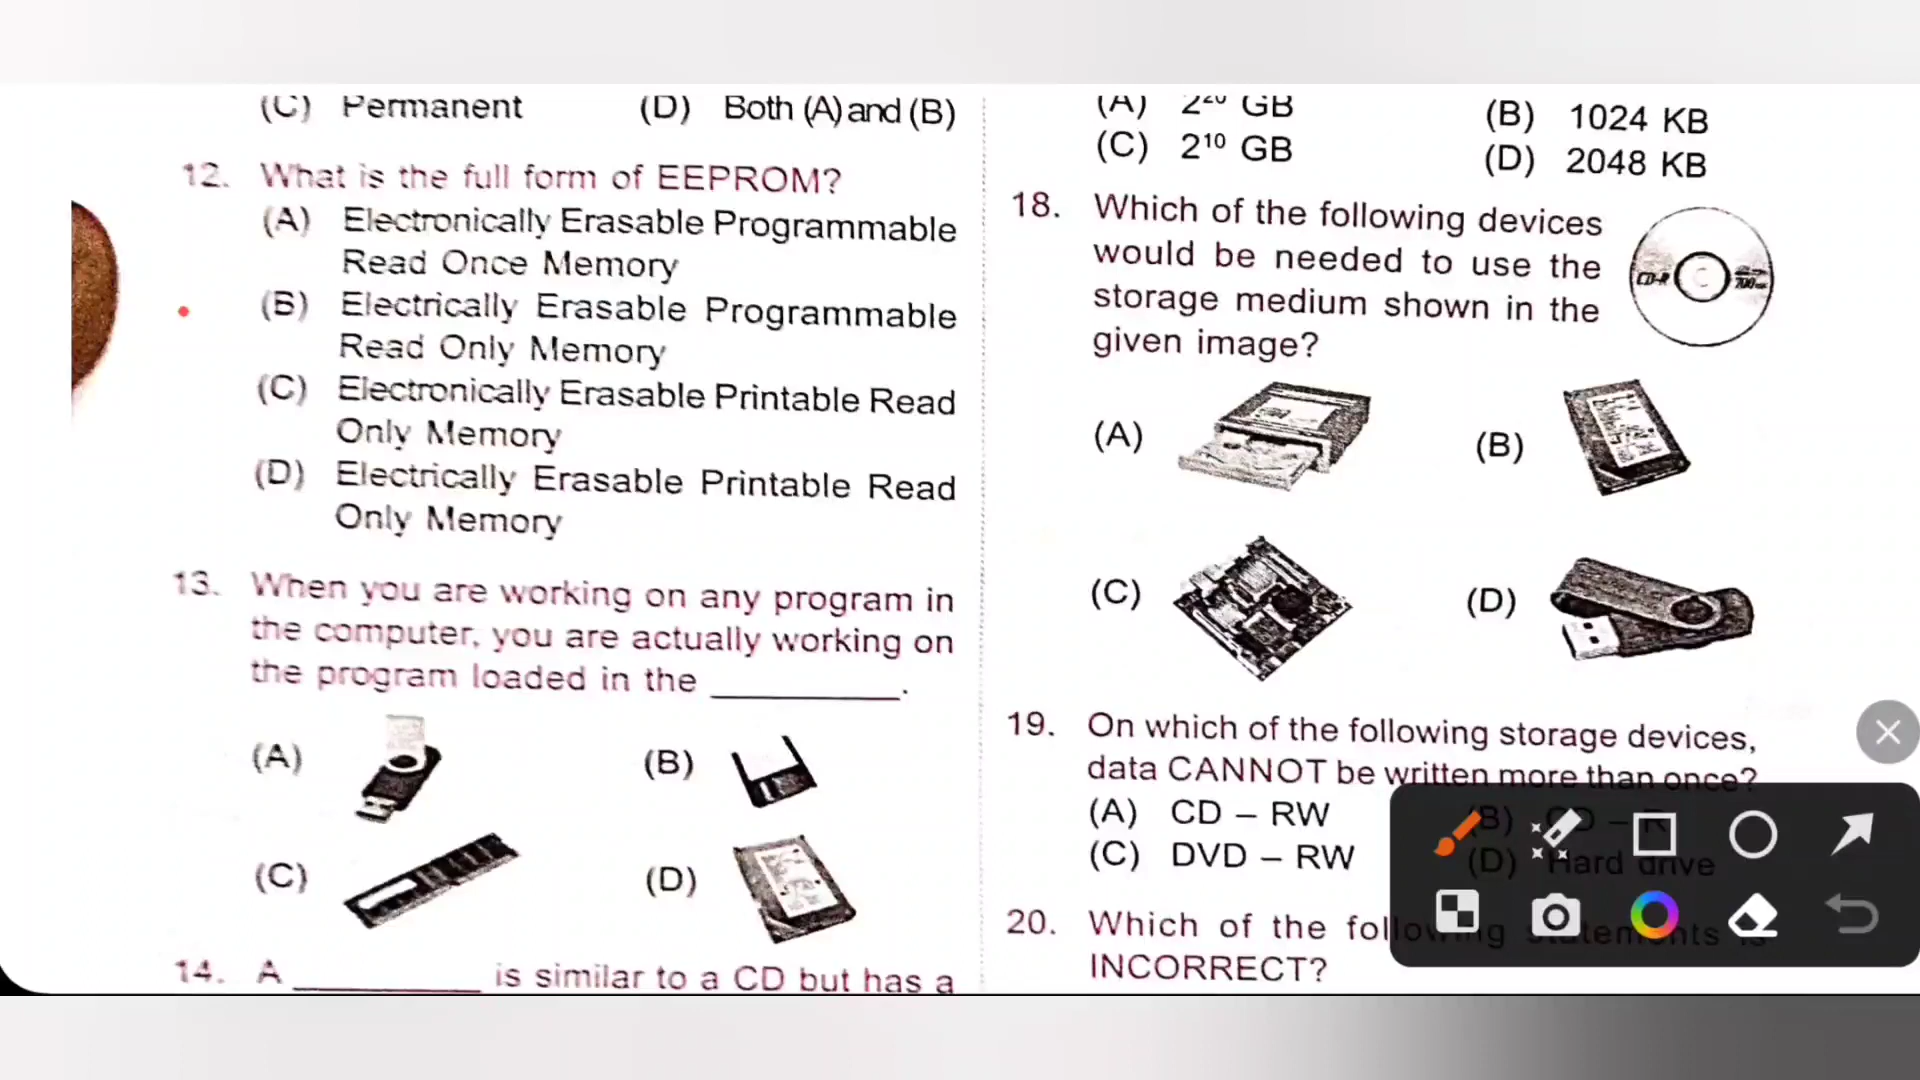 (C) Permanent (D) Both (A) and (B)
12. What is the full form of EEPROM?
(A) Electronically Erasable Programmable
Read Once Memory
(B) Electrically Erasable Programmable
Read Only Memory
(C) Electronically Erasable Printable Read
Only Memory
(D) Electrically Erasable Printable Read
Only Memory
13. When you are working on any program in
the computer, you are actually working on
the program loaded in the __________.
(A) (B)
(C) (D)
14. A __________ is similar to a CD but has a
(A) 2²⁰ GB (B) 1024 KB
(C) 2¹⁰ GB (D) 2048 KB
18. Which of the following devices
would be needed to use the
storage medium shown in the
given image?
CD-R
(A) (B)
(C) (D)
19. On which of the following storage devices,
data CANNOT be written more than once?
(A) CD – RW (B) CD – R
(C) DVD – RW (D) Hard drive
20. Which of the following statements is
INCORRECT?